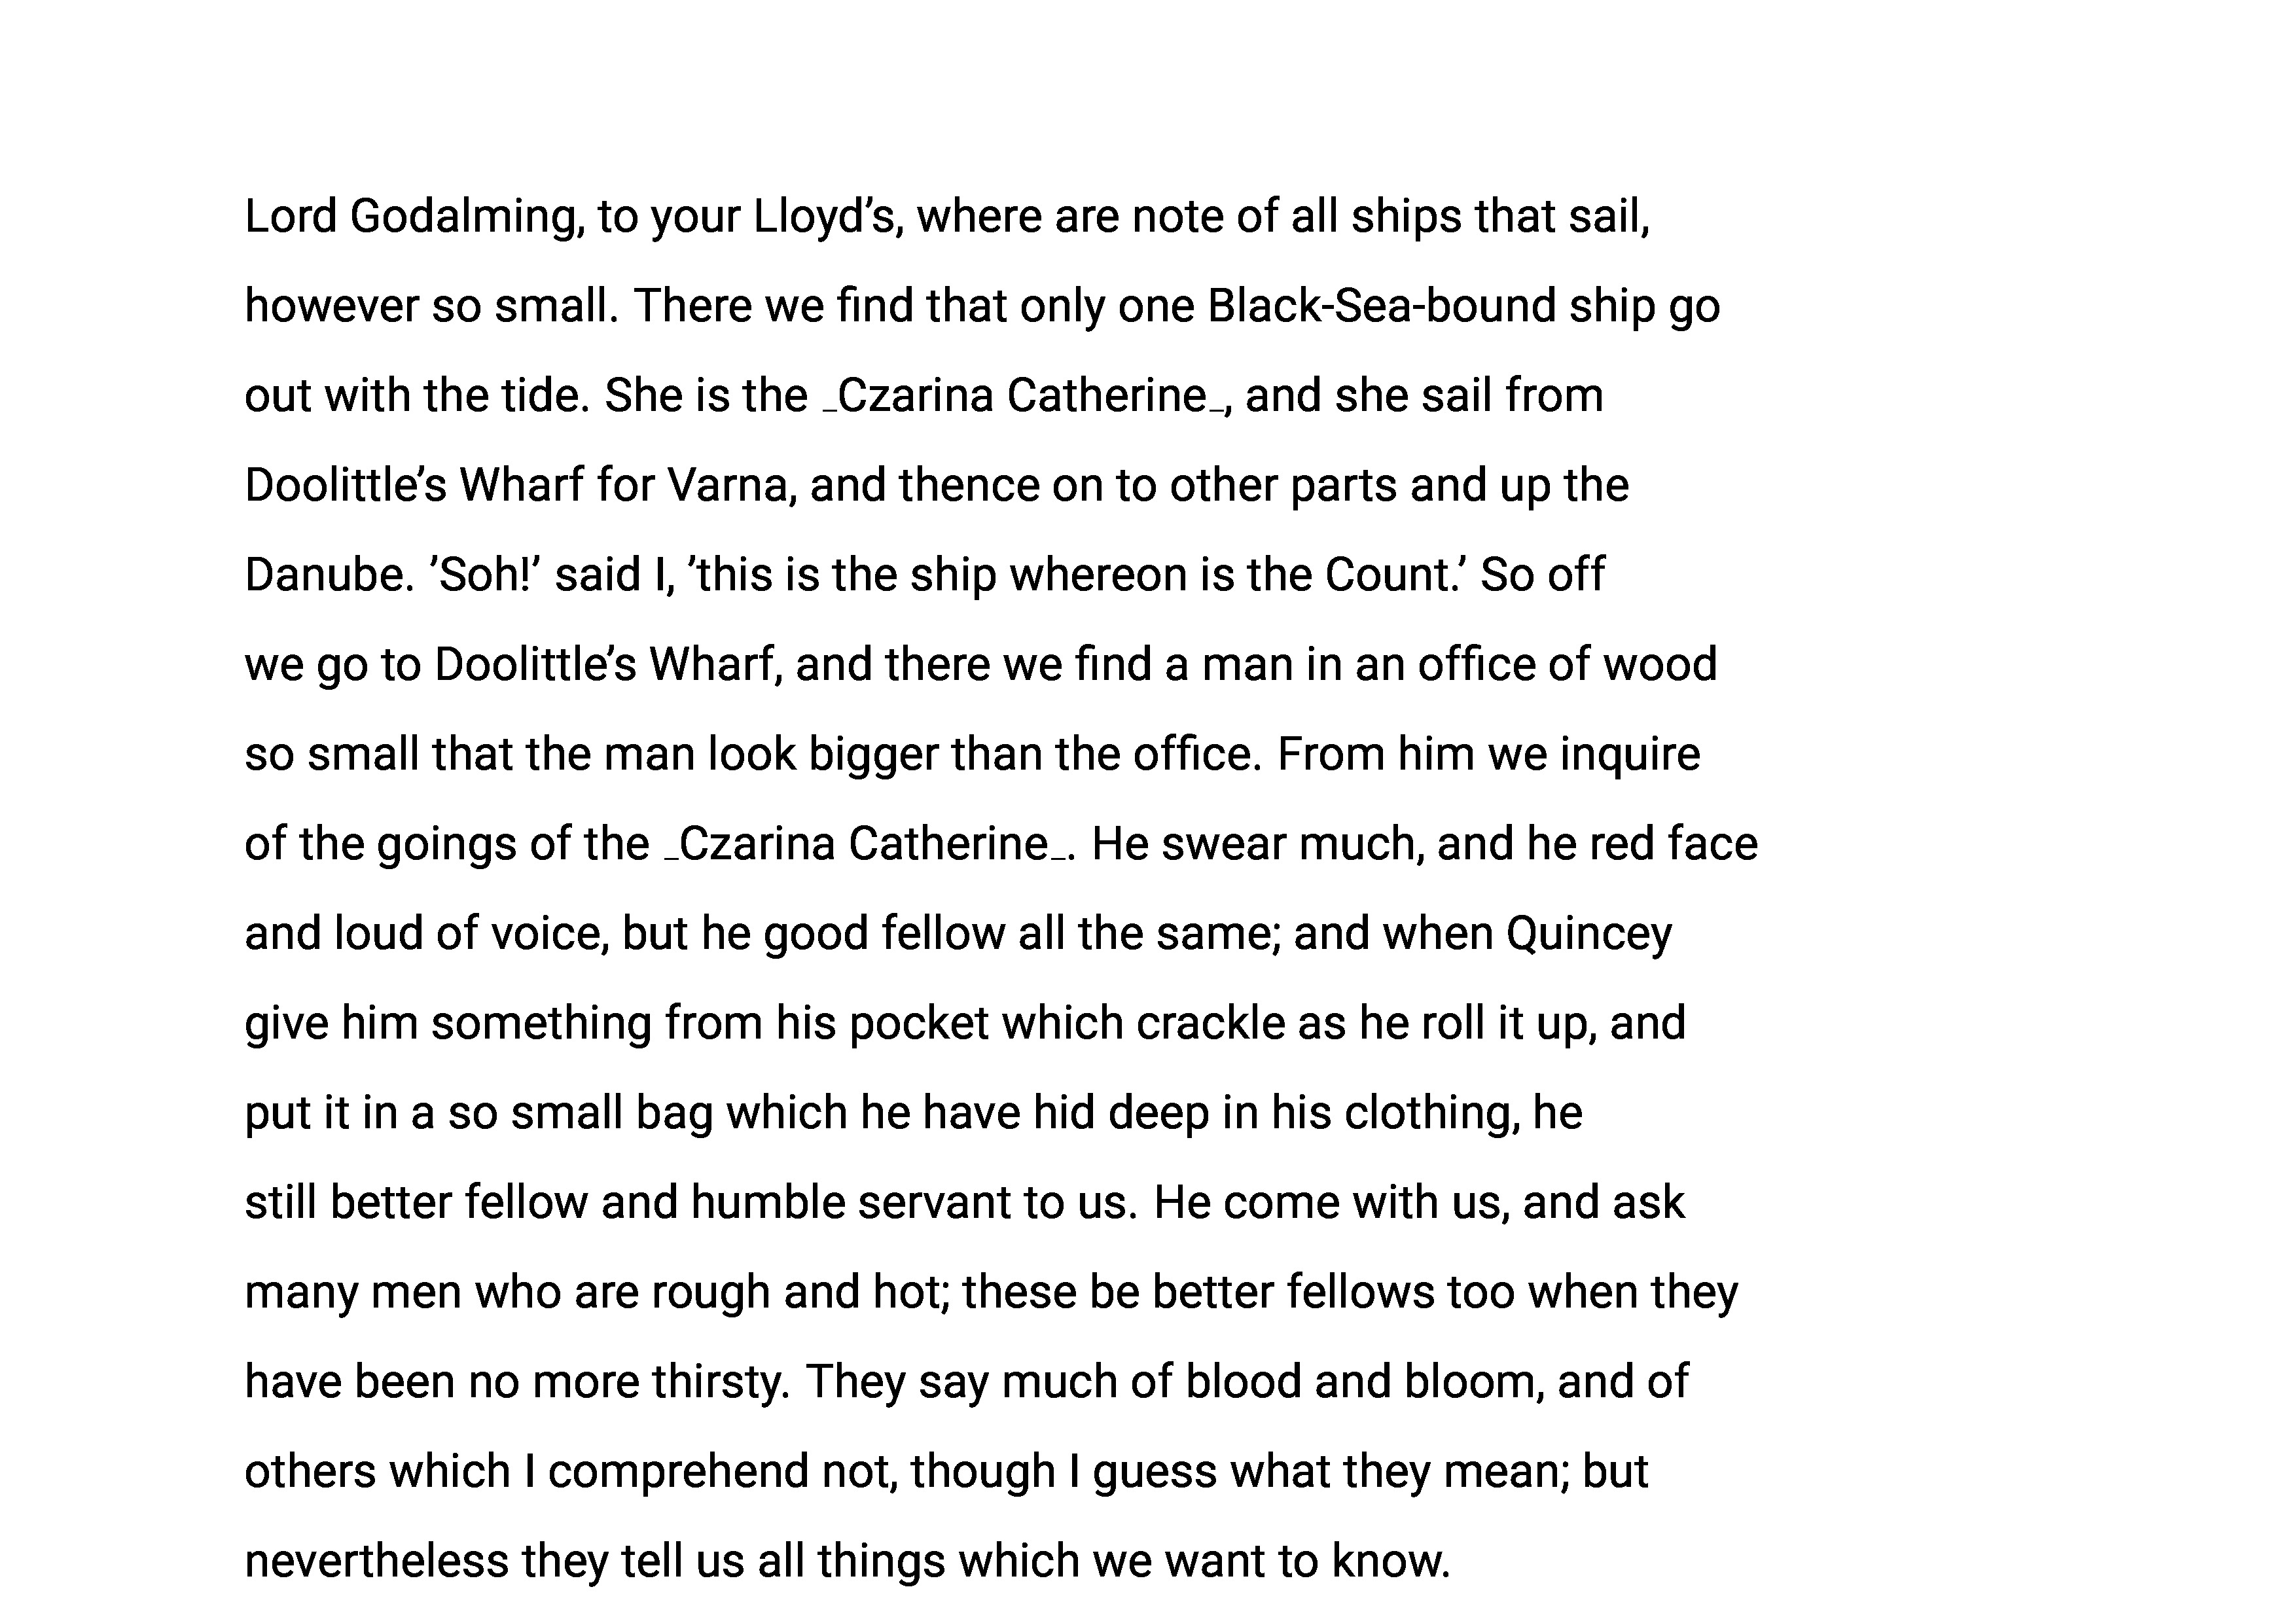 Lord Godalming, to your Lloyd’s, where are note of all ships that sail,
however so small. There we find that only one Black-Sea-bound ship go
out with the tide. She is the _Czarina Catherine_, and she sail from
Doolittle’s Wharf for Varna, and thence on to other parts and up the
Danube. ’Soh!’ said I, ’this is the ship whereon is the Count.’ So off
we go to Doolittle’s Wharf, and there we find a man in an office of wood
so small that the man look bigger than the office. From him we inquire
of the goings of the _Czarina Catherine_. He swear much, and he red face
and loud of voice, but he good fellow all the same; and when Quincey
give him something from his pocket which crackle as he roll it up, and
put it in a so small bag which he have hid deep in his clothing, he
still better fellow and humble servant to us. He come with us, and ask
many men who are rough and hot; these be better fellows too when they
have been no more thirsty. They say much of blood and bloom, and of
others which I comprehend not, though I guess what they mean; but
nevertheless they tell us all things which we want to know.